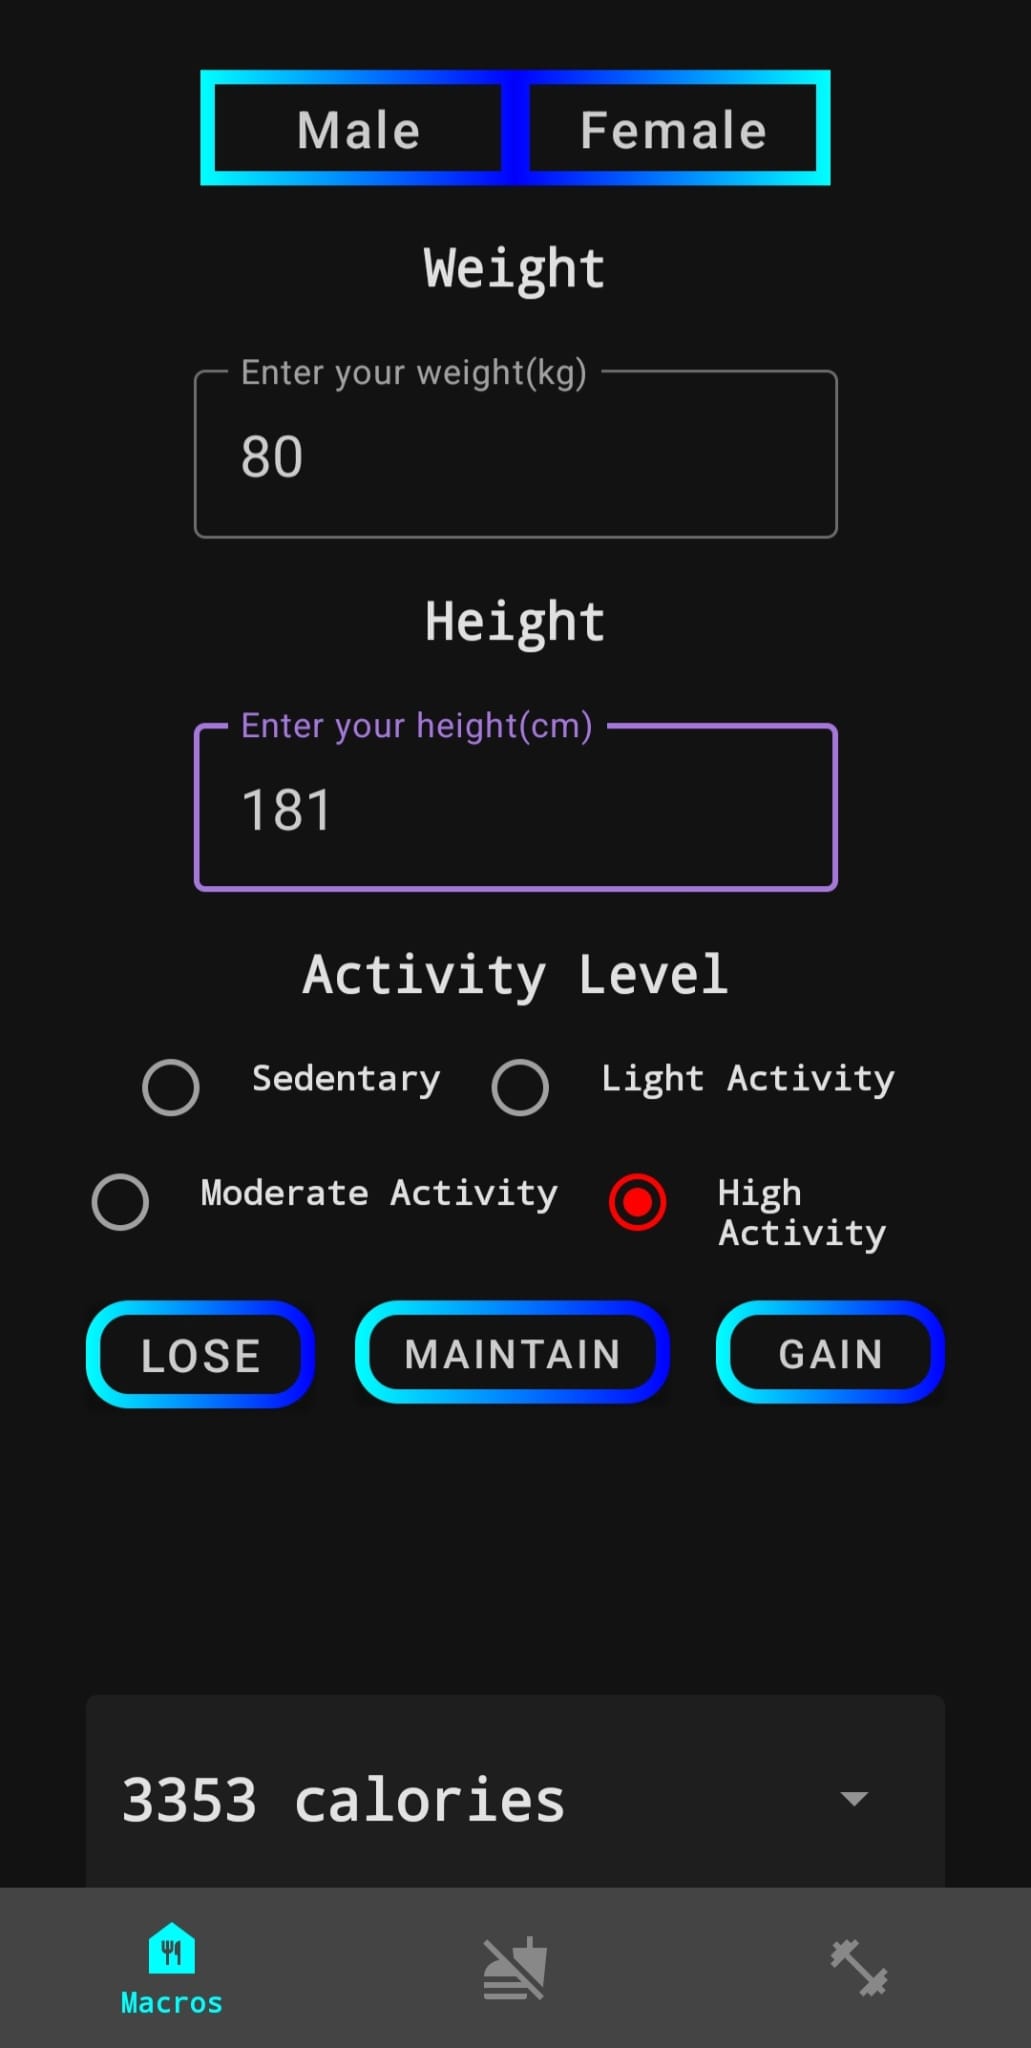 Male Female
Weight
Enter your weight(kg)
80
Height
Enter your height(cm)
181
Activity Level
Sedentary Light Activity
Moderate Activity High
Activity
LOSE MAINTAIN GAIN
3353 calories
Macros